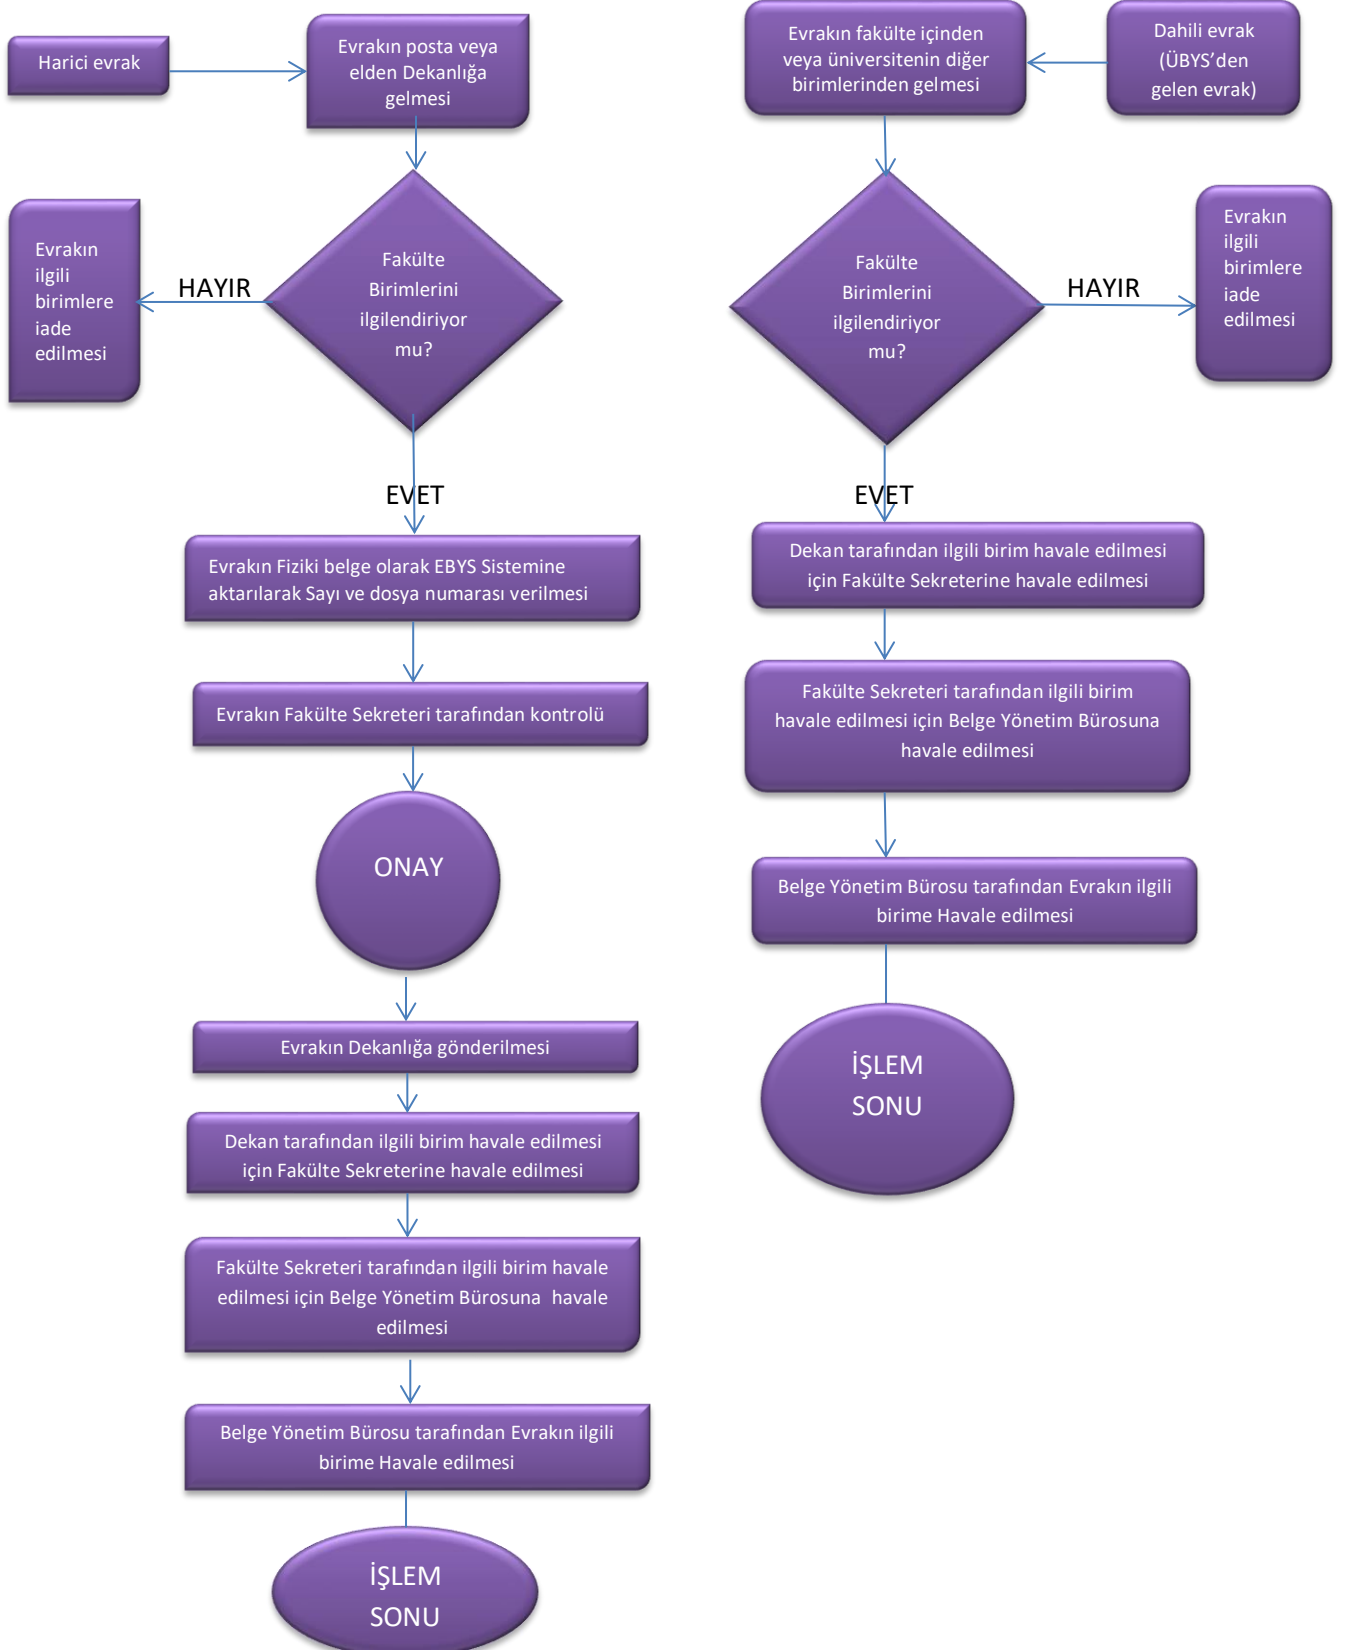 Harici evrak
Evrakın posta veya
elden Dekanlığa
gelmesi
Evrakın
ilgili
birimlere
iade
edilmesi
HAYIR
Fakülte
Birimlerini
ilgilendiriyor
mu?
EVET
Evrakın Fiziki belge olarak EBYS Sistemine
aktarılarak Sayı ve dosya numarası verilmesi
Evrakın Fakülte Sekreteri tarafından kontrolü
ONAY
Evrakın Dekanlığa gönderilmesi
Dekan tarafından ilgili birim havale edilmesi
için Fakülte Sekreterine havale edilmesi
Fakülte Sekreteri tarafından ilgili birim havale
edilmesi için Belge Yönetim Bürosuna  havale
edilmesi
Belge Yönetim Bürosu tarafından Evrakın ilgili
birime Havale edilmesi
İŞLEM
SONU
Evrakın fakülte içinden
veya üniversitenin diğer
birimlerinden gelmesi
Dahili evrak
(ÜBYS’den
gelen evrak)
Fakülte
Birimlerini
ilgilendiriyor
mu?
HAYIR
Evrakın
ilgili
birimlere
iade
edilmesi
EVET
Dekan tarafından ilgili birim havale edilmesi
için Fakülte Sekreterine havale edilmesi
Fakülte Sekreteri tarafından ilgili birim
havale edilmesi için Belge Yönetim Bürosuna
havale edilmesi
Belge Yönetim Bürosu tarafından Evrakın ilgili
birime Havale edilmesi
İŞLEM
SONU